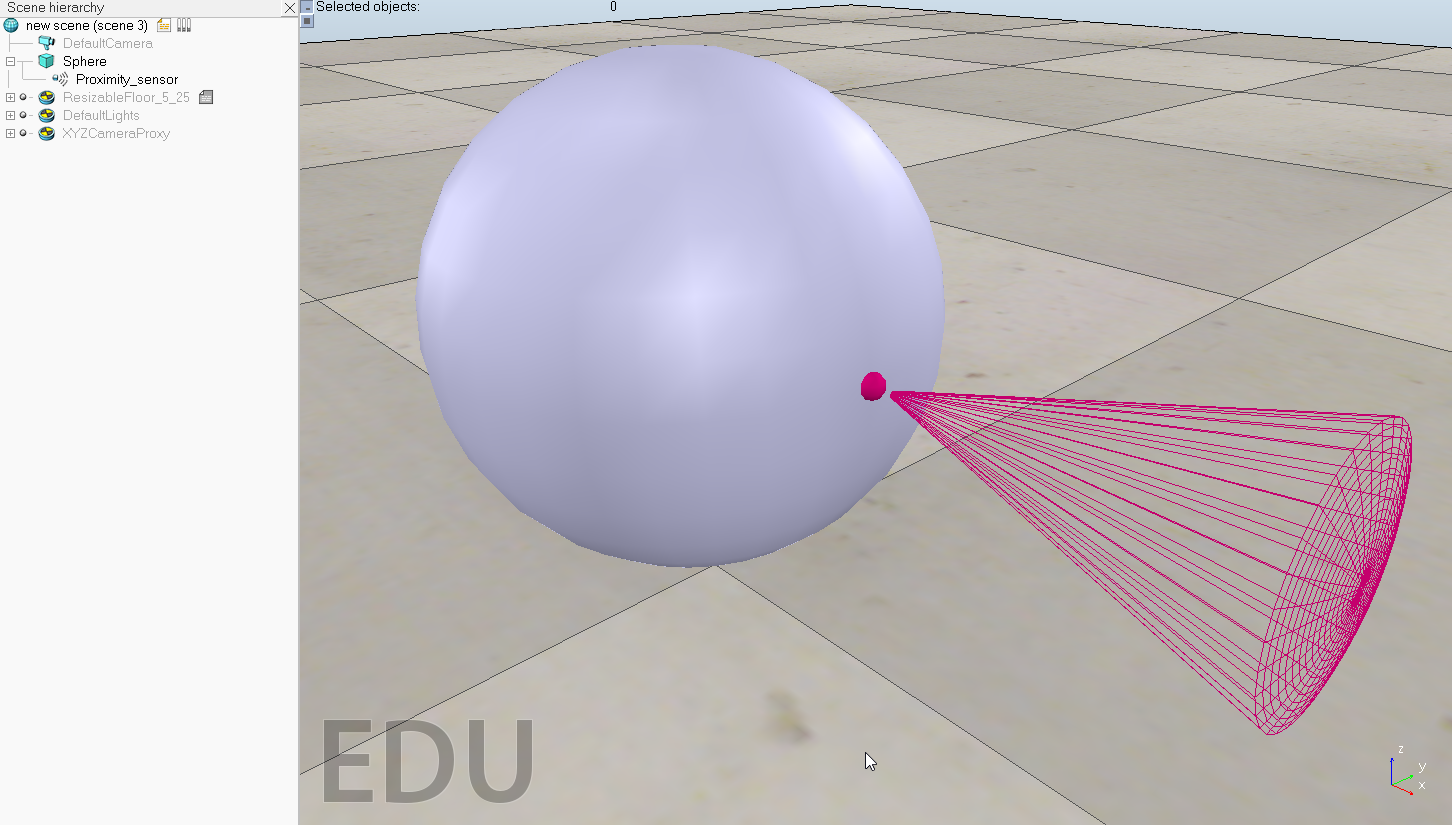 Scene hierarchy
Selected objects: 0
new scene (scene 3)
DefaultCamera
Sphere
Proximity_sensor
ResizableFloor_5_25
DefaultLights
XYZCameraProxy
EDU
z
y
x